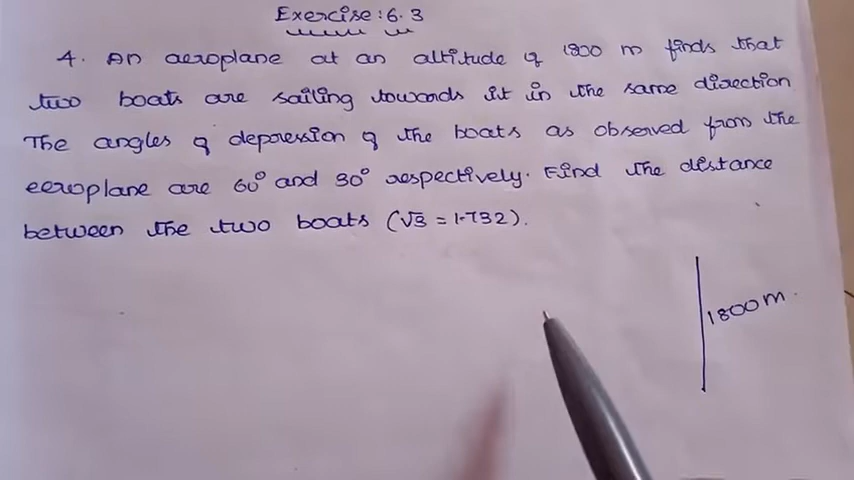 Exercise : 6.3
4. An aeroplane at an altitude of 1800 m finds that
two boats are sailing towards it in the same direction
The angles of depression of the boats as observed from the
eeroplane are 60° and 30° respectively. Find the distance
between the two boats (√3 = 1.732).
1800 m